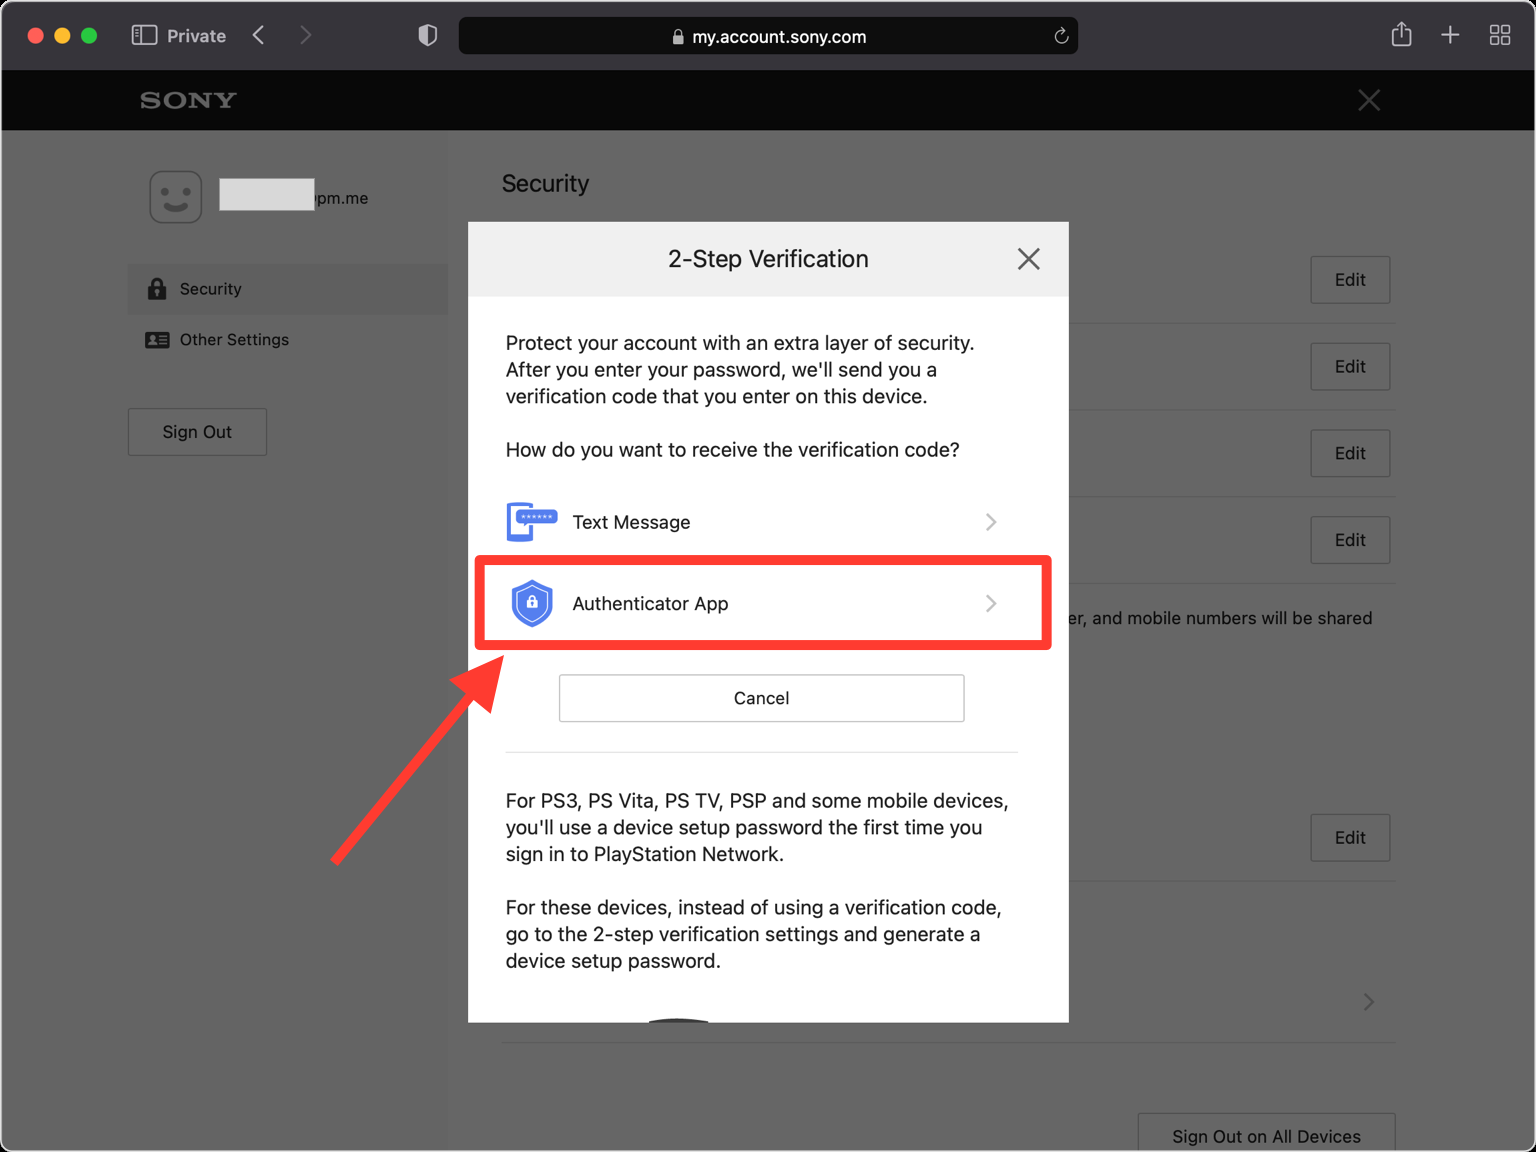 Private
my.account.sony.com
SONY
pm.me
Security
Security
Other Settings
Sign Out
Edit
Edit
Edit
Edit
2-Step Verification
Protect your account with an extra layer of security.
After you enter your password, we'll send you a
verification code that you enter on this device.
How do you want to receive the verification code?
******
Text Message
Authenticator App
er, and mobile numbers will be shared
Cancel
For PS3, PS Vita, PS TV, PSP and some mobile devices,
you'll use a device setup password the first time you
sign in to PlayStation Network.
Edit
For these devices, instead of using a verification code,
go to the 2-step verification settings and generate a
device setup password.
Sign Out on All Devices